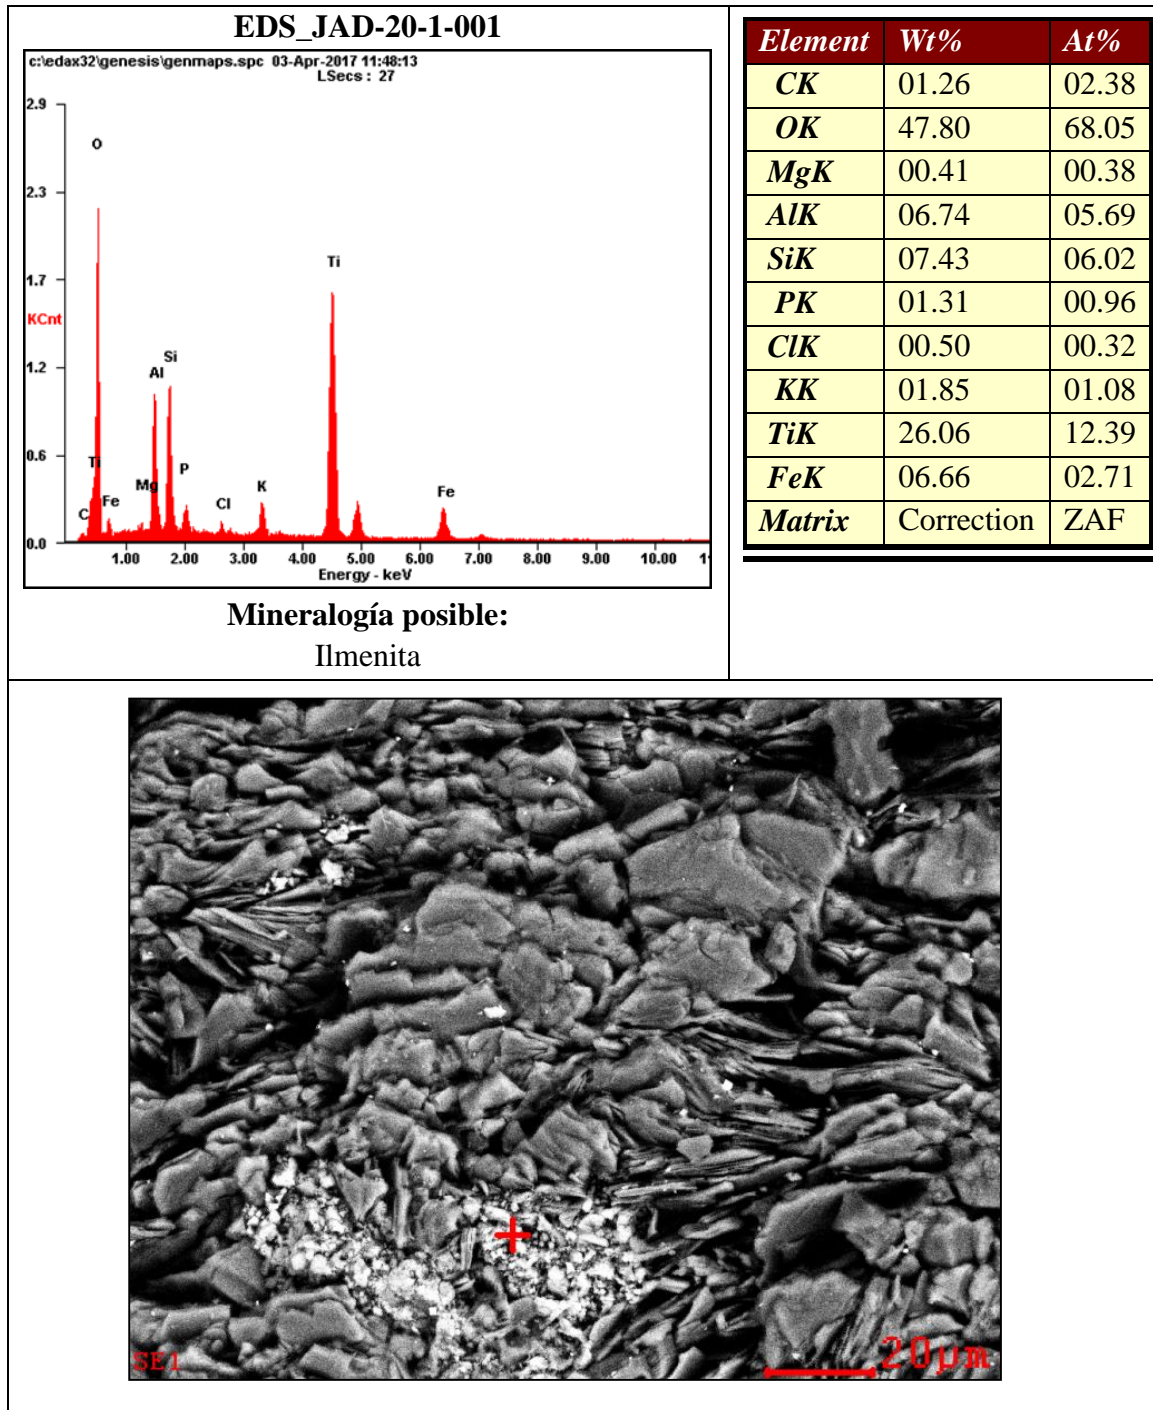 EDS_JAD-20-1-001
c:\edax32\genesis\genmaps.spc 03-Apr-2017 11:48:13
LSecs : 27
2.9
2.3
1.7
KCnt
1.2
0.6
0.0
O
Ti
Al
Si
P
Mg
C
Fe
Cl
K
Ti
Fe
1.00 2.00 3.00 4.00 5.00 6.00 7.00 8.00 9.00 10.00
Energy - keV
Mineralogía posible:
Ilmenita
Element Wt% At%
CK 01.26 02.38
OK 47.80 68.05
MgK 00.41 00.38
AlK 06.74 05.69
SiK 07.43 06.02
PK 01.31 00.96
ClK 00.50 00.32
KK 01.85 01.08
TiK 26.06 12.39
FeK 06.66 02.71
Matrix Correction ZAF
SE1
20µm